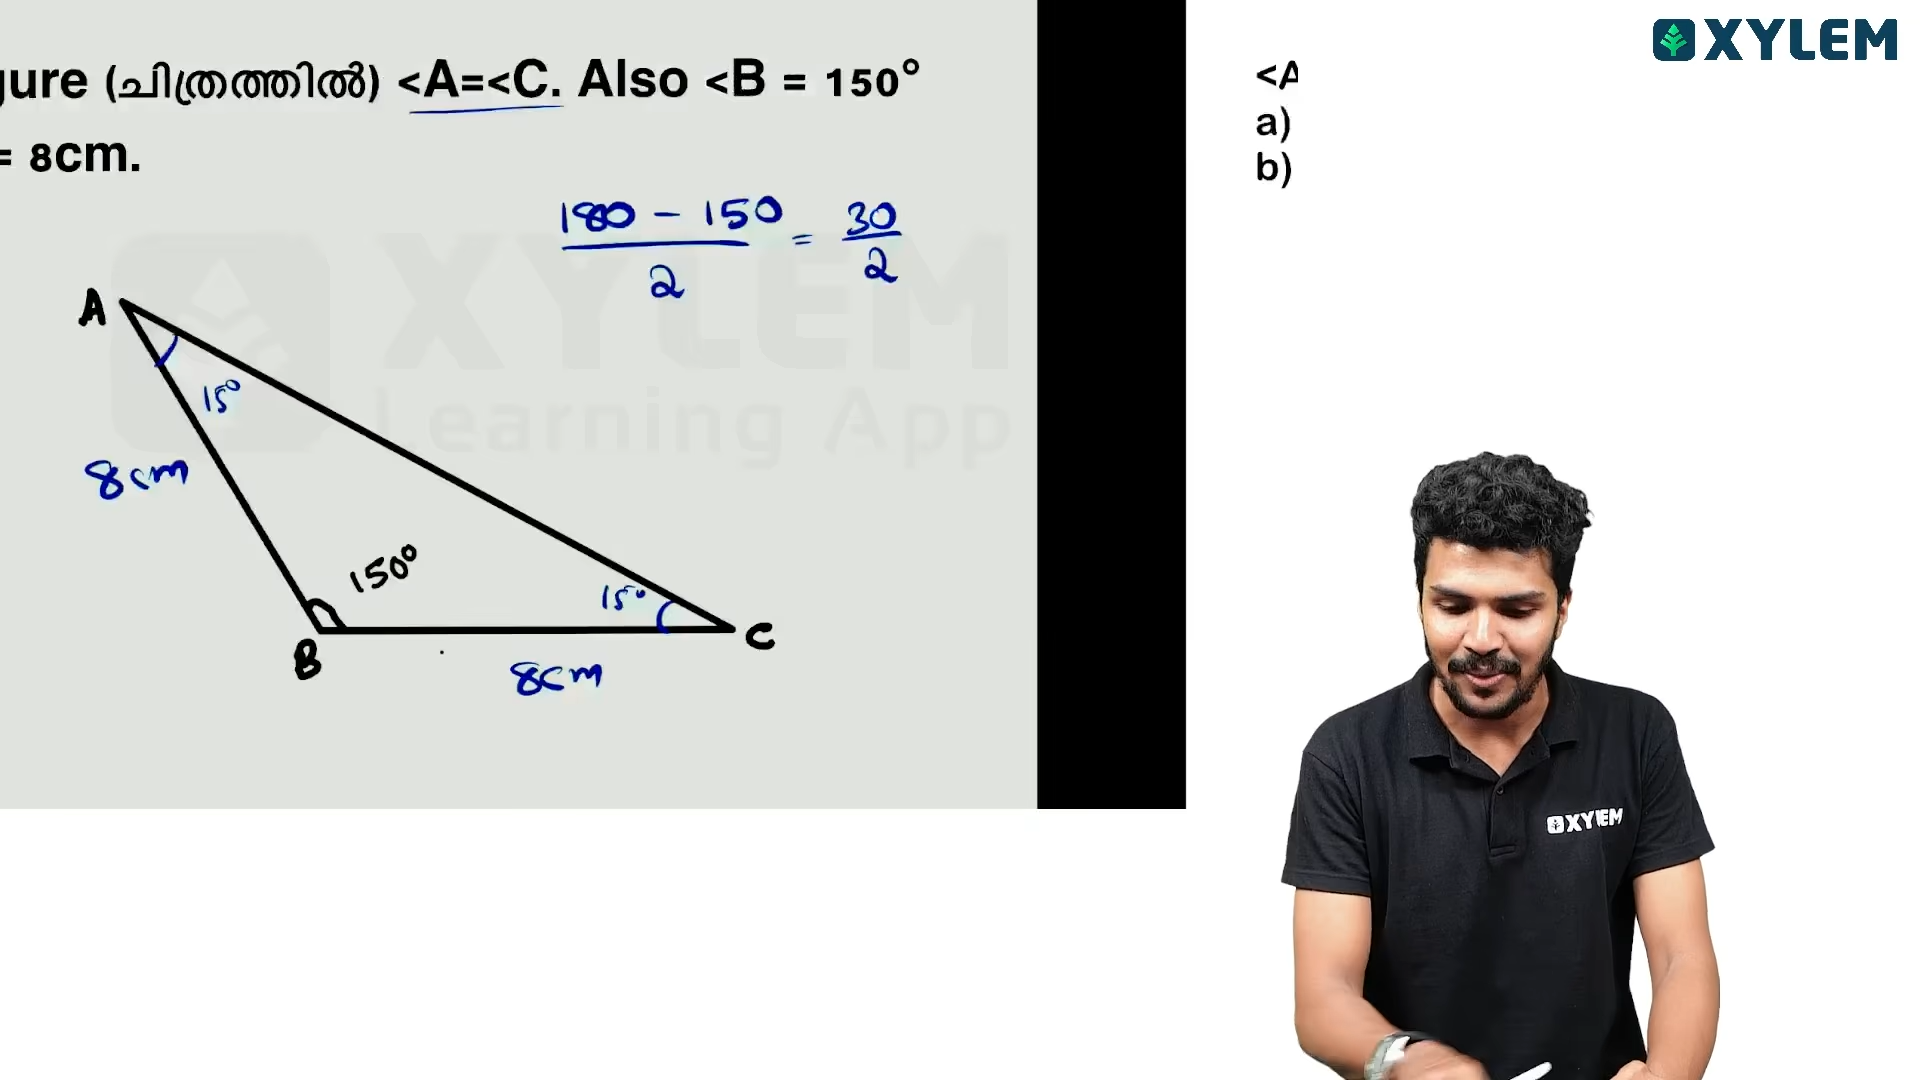 gure (ചിത്രത്തിൽ) <A=<C. Also <B = 150°
= 8cm.
180 - 150 / 2 = 30 / 2
A
15°
8cm
150°
15°
B
C
8cm
XYLEM
Learning App
<A
a)
b)
XYLEM
XYLEM